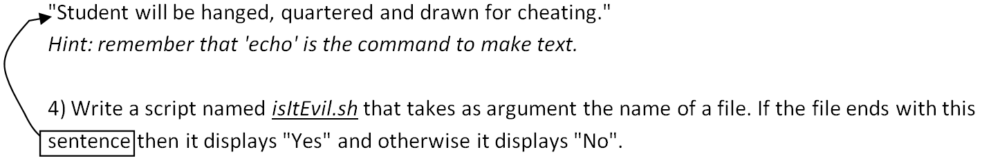 "Student will be hanged, quartered and drawn for cheating."
Hint: remember that 'echo' is the command to make text.
4) Write a script named isItEvil.sh that takes as argument the name of a file. If the file ends with this
sentence then it displays "Yes" and otherwise it displays "No".